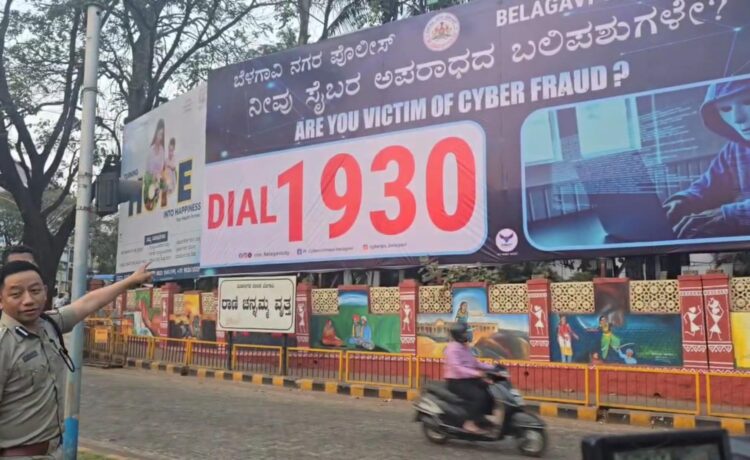 BELAGAVI
ಬೆಳಗಾವಿ ನಗರ ಪೊಲೀಸ್
ನೀವು ಸೈಬರ ಅಪರಾಧದ ಬಲಿಪಶುಗಳೇ?
ARE YOU VICTIM OF CYBER FRAUD ?
DIAL 1930
HOPE
INTO HAPPINESS
ರಾಣಿ ಚನ್ನಮ್ಮ ವೃತ್ತ